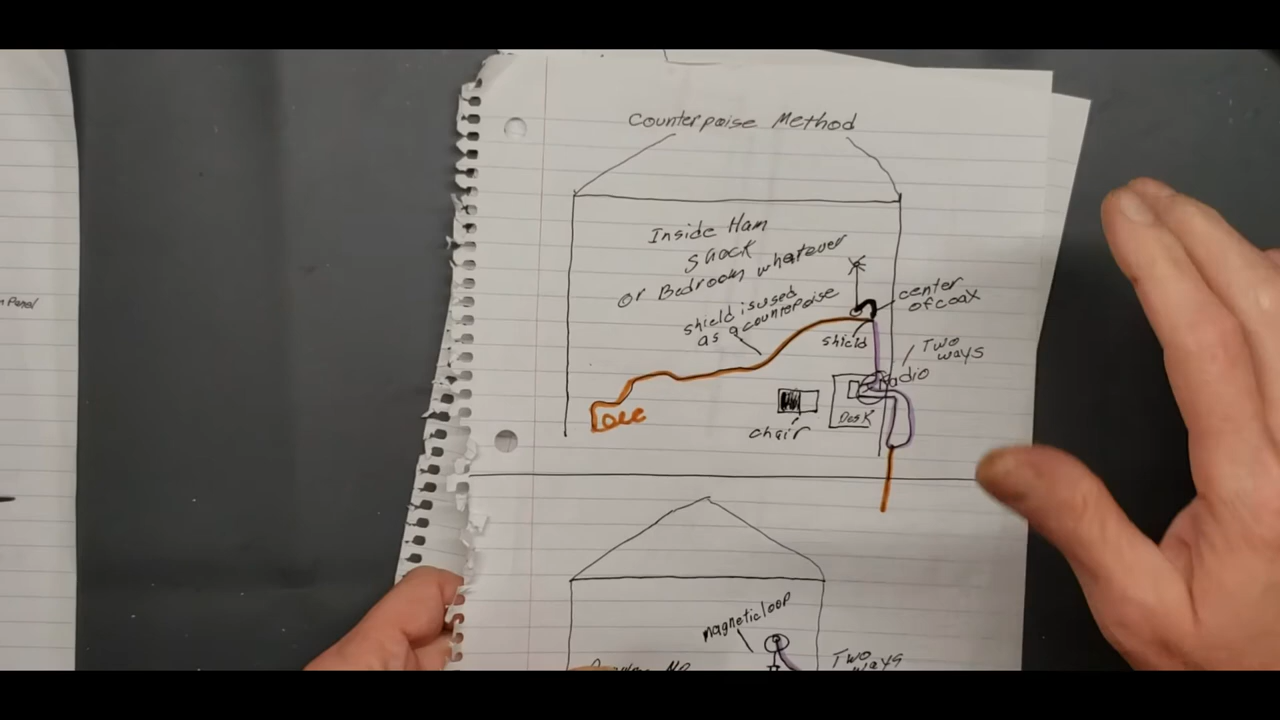 Counterpoise Method
Inside Ham
Shack
or Bedroom whatever
shield is used
as a counterpoise
center
of coax
shield
Two
ways
Radio
Desk
chair
magnetic loop
Two
ways
n Panel